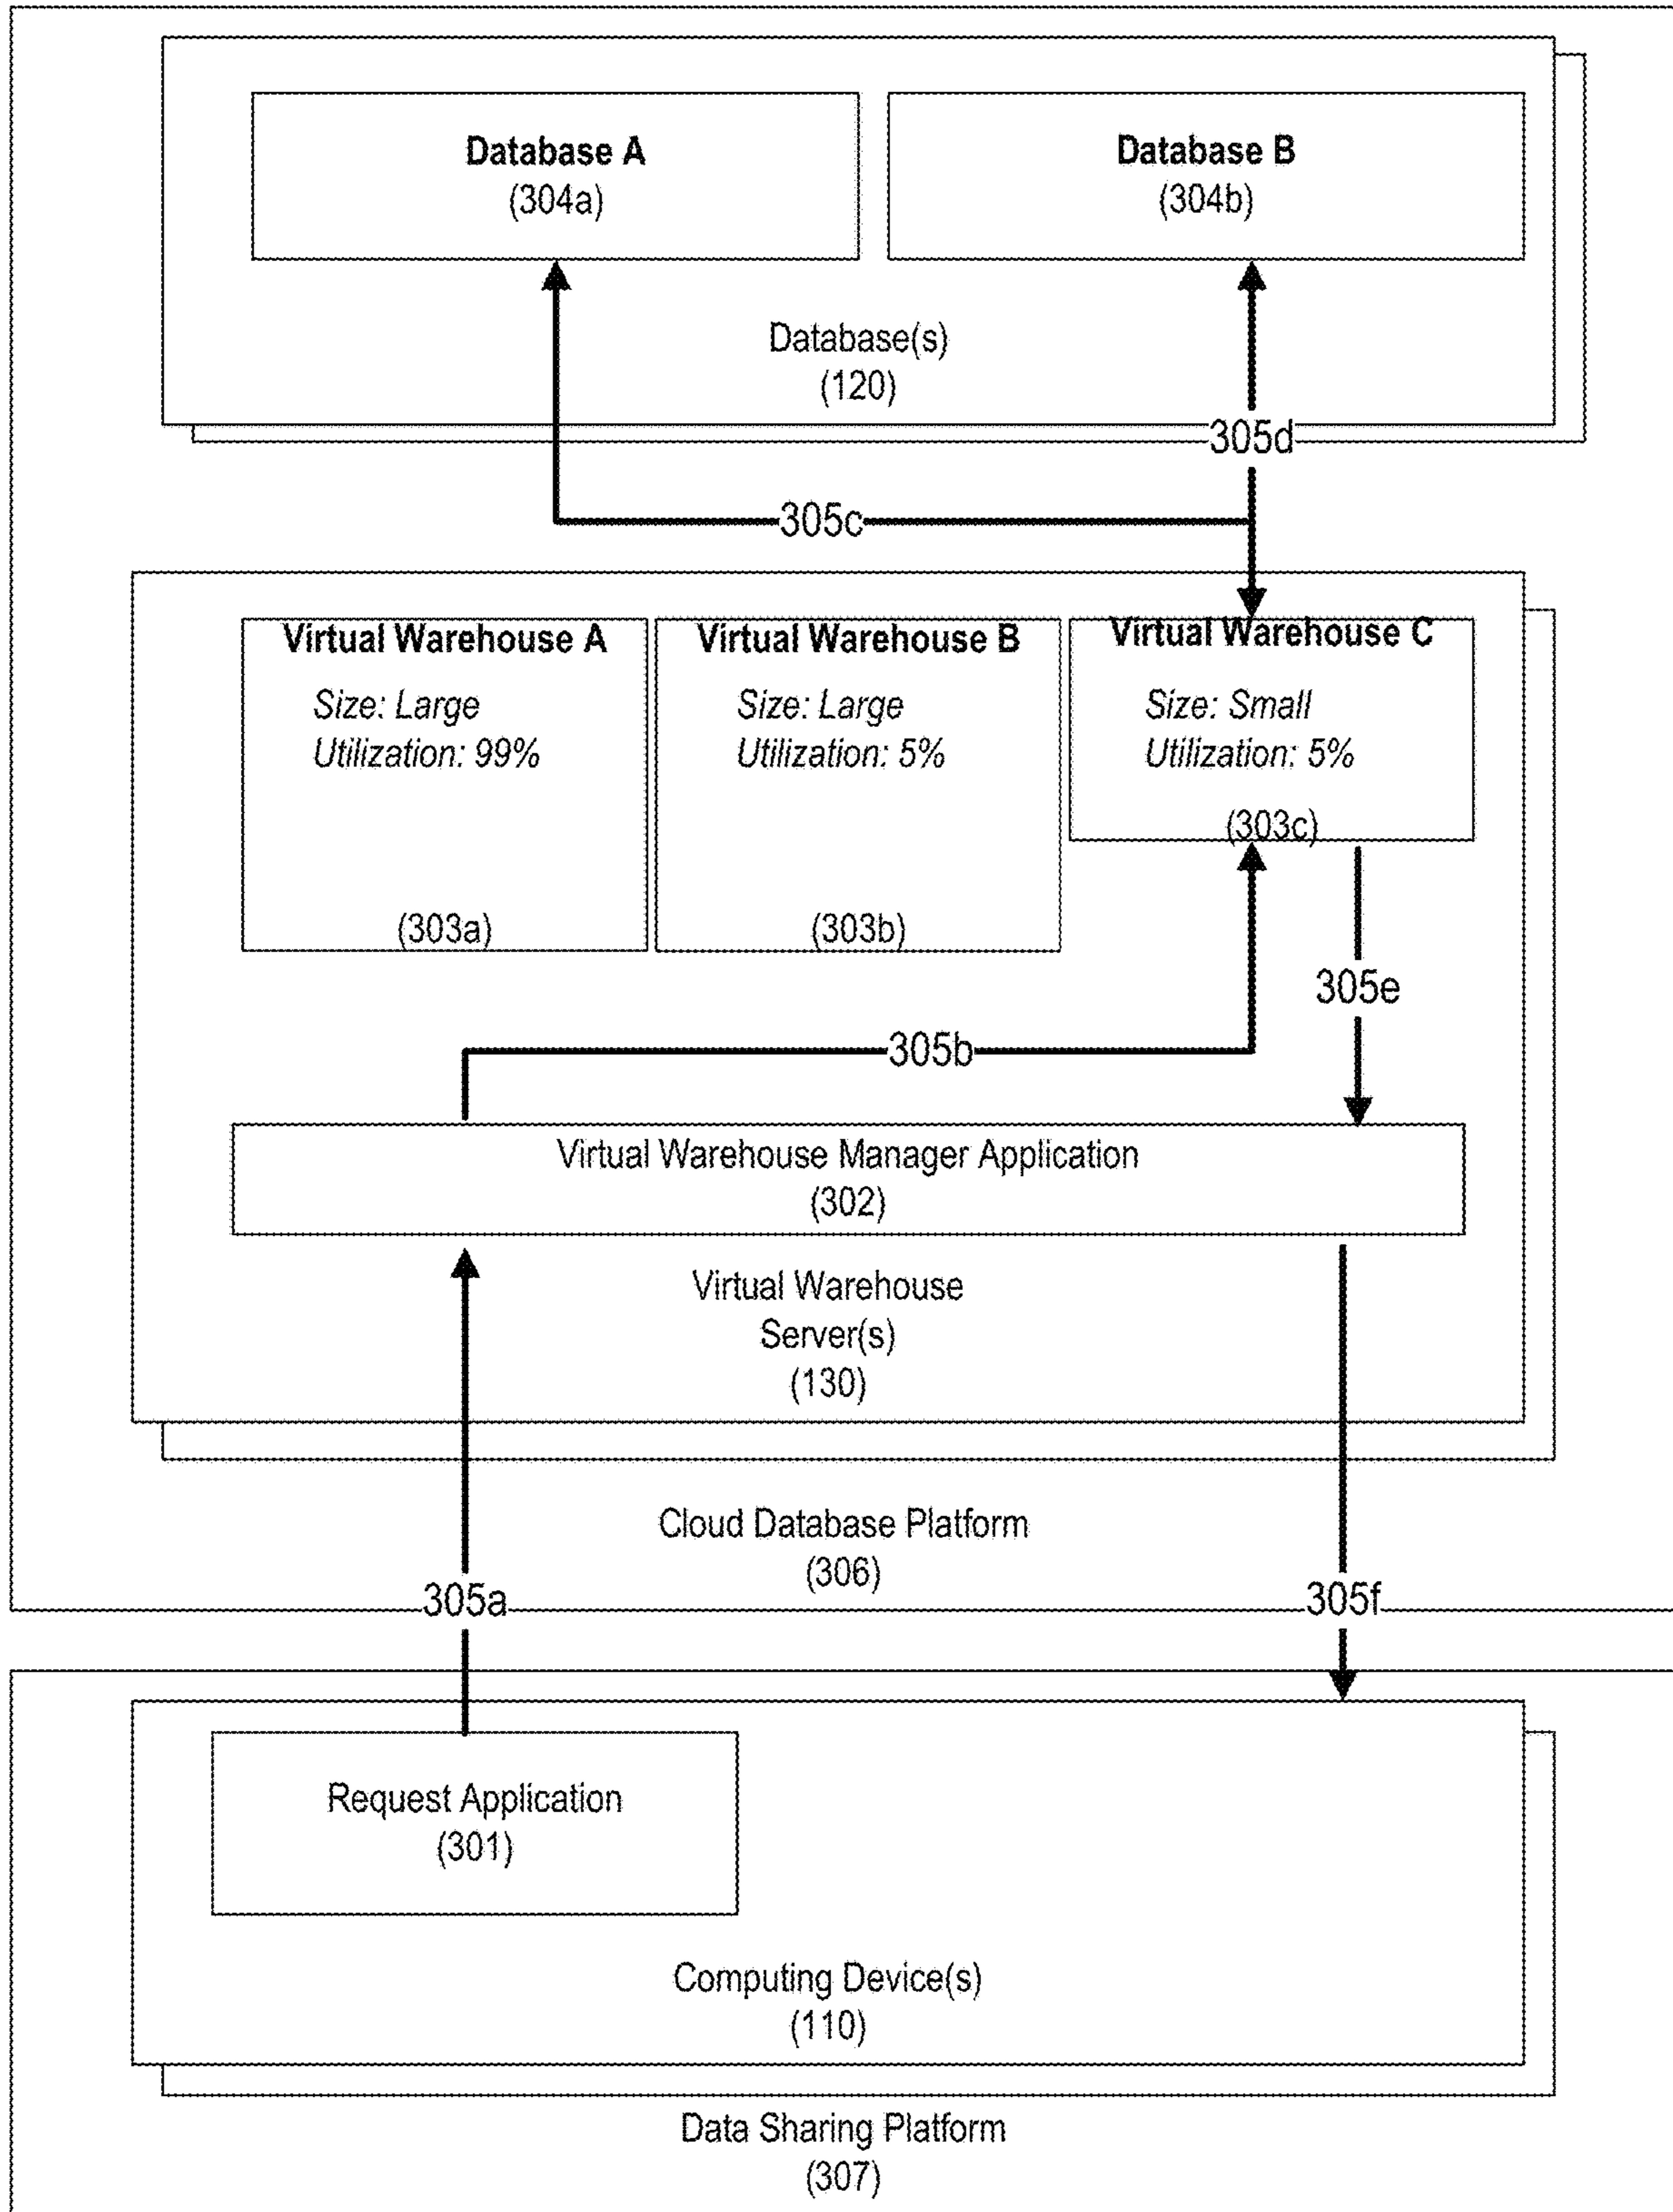 Database A
(304a)
Database B
(304b)
Database(s)
(120)
305d
305c
Virtual Warehouse A
Size: Large
Utilization: 99%
(303a)
Virtual Warehouse B
Size: Large
Utilization: 5%
(303b)
Virtual Warehouse C
Size: Small
Utilization: 5%
(303c)
305e
305b
Virtual Warehouse Manager Application
(302)
Virtual Warehouse
Server(s)
(130)
Cloud Database Platform
(306)
305a
305f
Request Application
(301)
Computing Device(s)
(110)
Data Sharing Platform
(307)